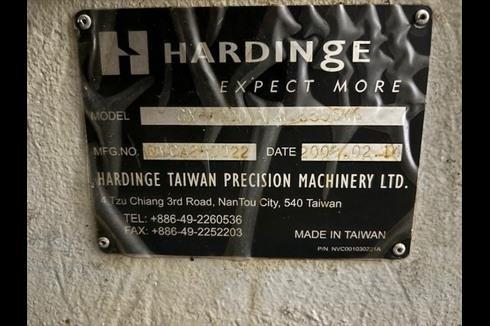 H HARDINGE
EXPECT MORE
MODEL
MFG.NO. DATE
HARDINGE TAIWAN PRECISION MACHINERY LTD.
4 Tzu Chiang 3rd Road, NanTou City, 540 Taiwan
TEL: +886-49-2260536
FAX: +886-49-2252203
MADE IN TAIWAN